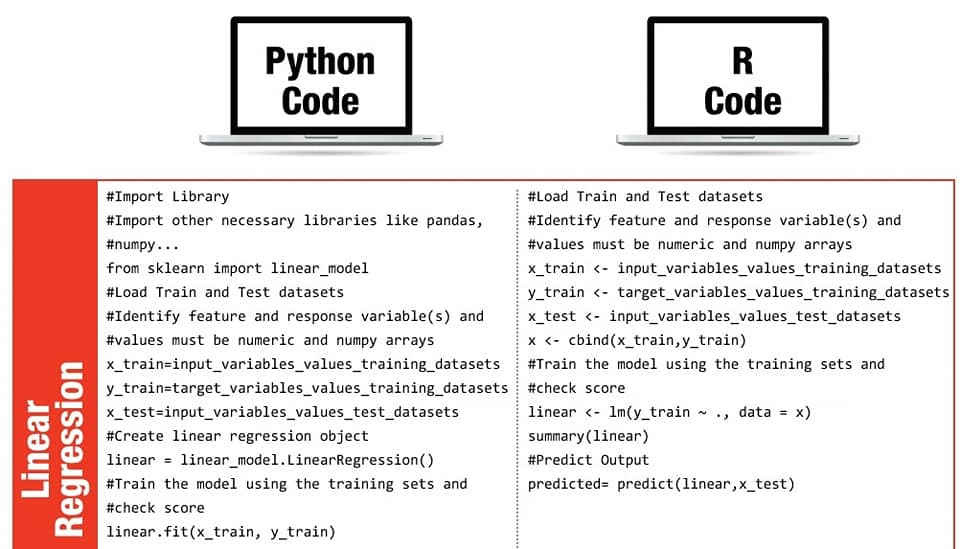 Python
Code
R
Code
Linear
Regression
#Import Library
#Import other necessary libraries like pandas,
#numpy...
from sklearn import linear_model
#Load Train and Test datasets
#Identify feature and response variable(s) and
#values must be numeric and numpy arrays
x_train=input_variables_values_training_datasets
y_train=target_variables_values_training_datasets
x_test=input_variables_values_test_datasets
#Create linear regression object
linear = linear_model.LinearRegression()
#Train the model using the training sets and
#check score
linear.fit(x_train, y_train)
#Load Train and Test datasets
#Identify feature and response variable(s) and
#values must be numeric and numpy arrays
x_train <- input_variables_values_training_datasets
y_train <- target_variables_values_training_datasets
x_test <- input_variables_values_test_datasets
x <- cbind(x_train,y_train)
#Train the model using the training sets and
#check score
linear <- lm(y_train ~ ., data = x)
summary(linear)
#Predict Output
predicted= predict(linear,x_test)